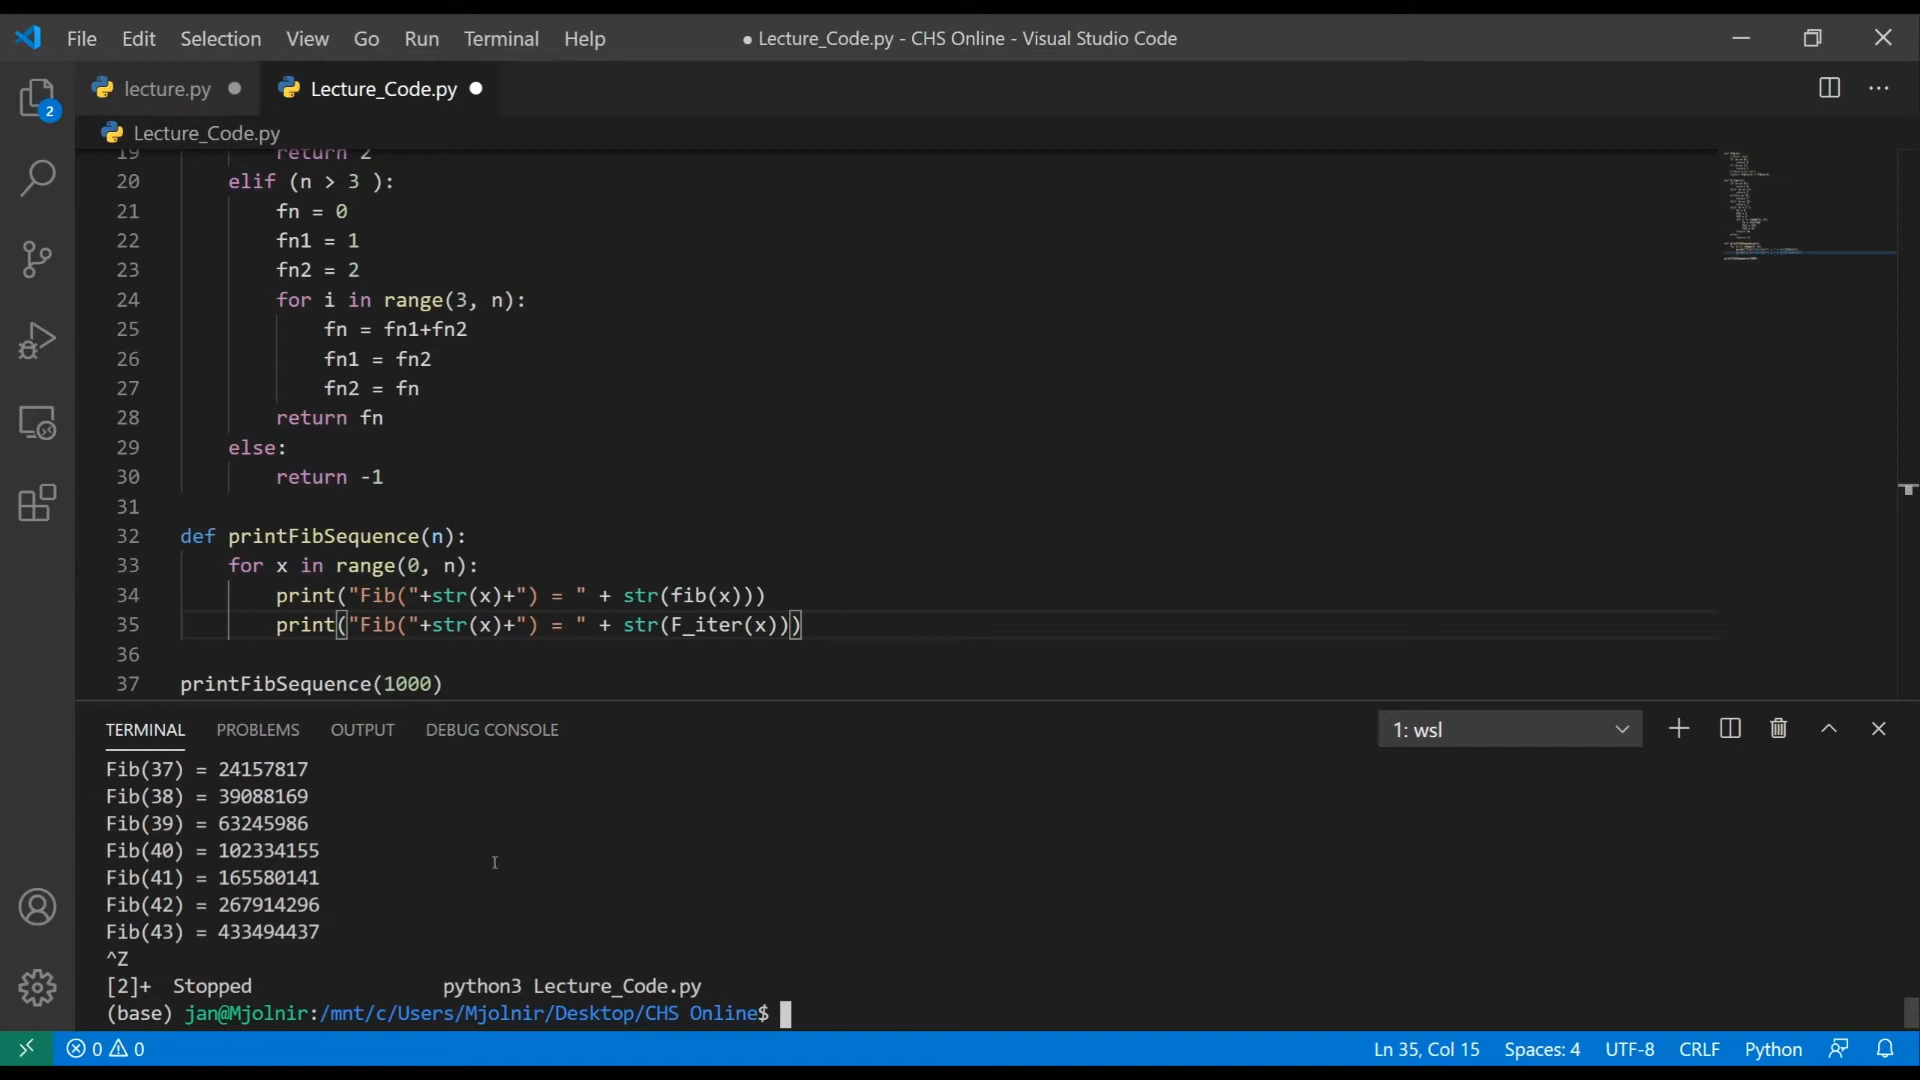 File Edit Selection View Go Run Terminal Help ● Lecture_Code.py - CHS Online - Visual Studio Code
lecture.py Lecture_Code.py
2
Lecture_Code.py
19 return 2
20 elif (n > 3 ):
21 fn = 0
22 fn1 = 1
23 fn2 = 2
24 for i in range(3, n):
25 fn = fn1+fn2
26 fn1 = fn2
27 fn2 = fn
28 return fn
29 else:
30 return -1
31
32 def printFibSequence(n):
33 for x in range(0, n):
34 print("Fib("+str(x)+") = " + str(fib(x)))
35 print("Fib("+str(x)+") = " + str(F_iter(x)))
36
37 printFibSequence(1000)
TERMINAL PROBLEMS OUTPUT DEBUG CONSOLE 1: wsl
Fib(37) = 24157817
Fib(38) = 39088169
Fib(39) = 63245986
Fib(40) = 102334155
Fib(41) = 165580141
Fib(42) = 267914296
Fib(43) = 433494437
^Z
[2]+ Stopped python3 Lecture_Code.py
(base) jan@Mjolnir:/mnt/c/Users/Mjolnir/Desktop/CHS Online$
0 0 Ln 35, Col 15 Spaces: 4 UTF-8 CRLF Python